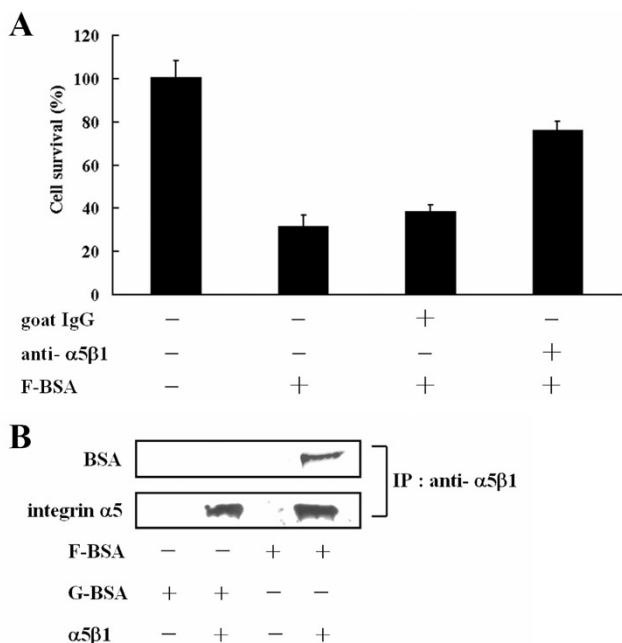 A
120
100
80
60
40
20
0
Cell survival (%)
goat IgG − − + −
anti- α5β1 − − − +
F-BSA − + + +
B
BSA
integrin α5
IP : anti- α5β1
F-BSA − − + +
G-BSA + + − −
α5β1 − + − +